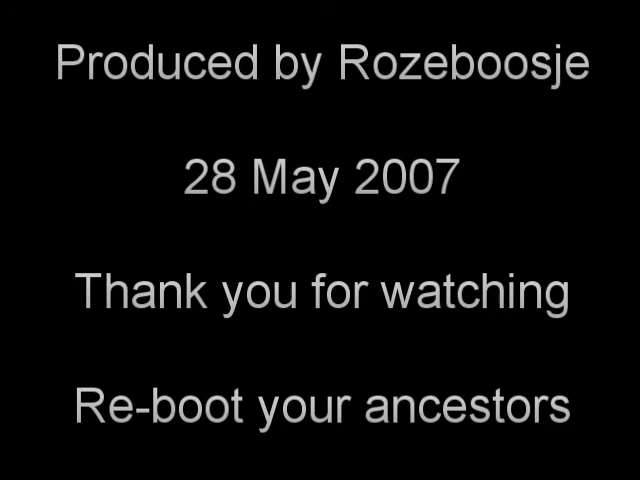 Produced by Rozeboosje
28 May 2007
Thank you for watching
Re-boot your ancestors